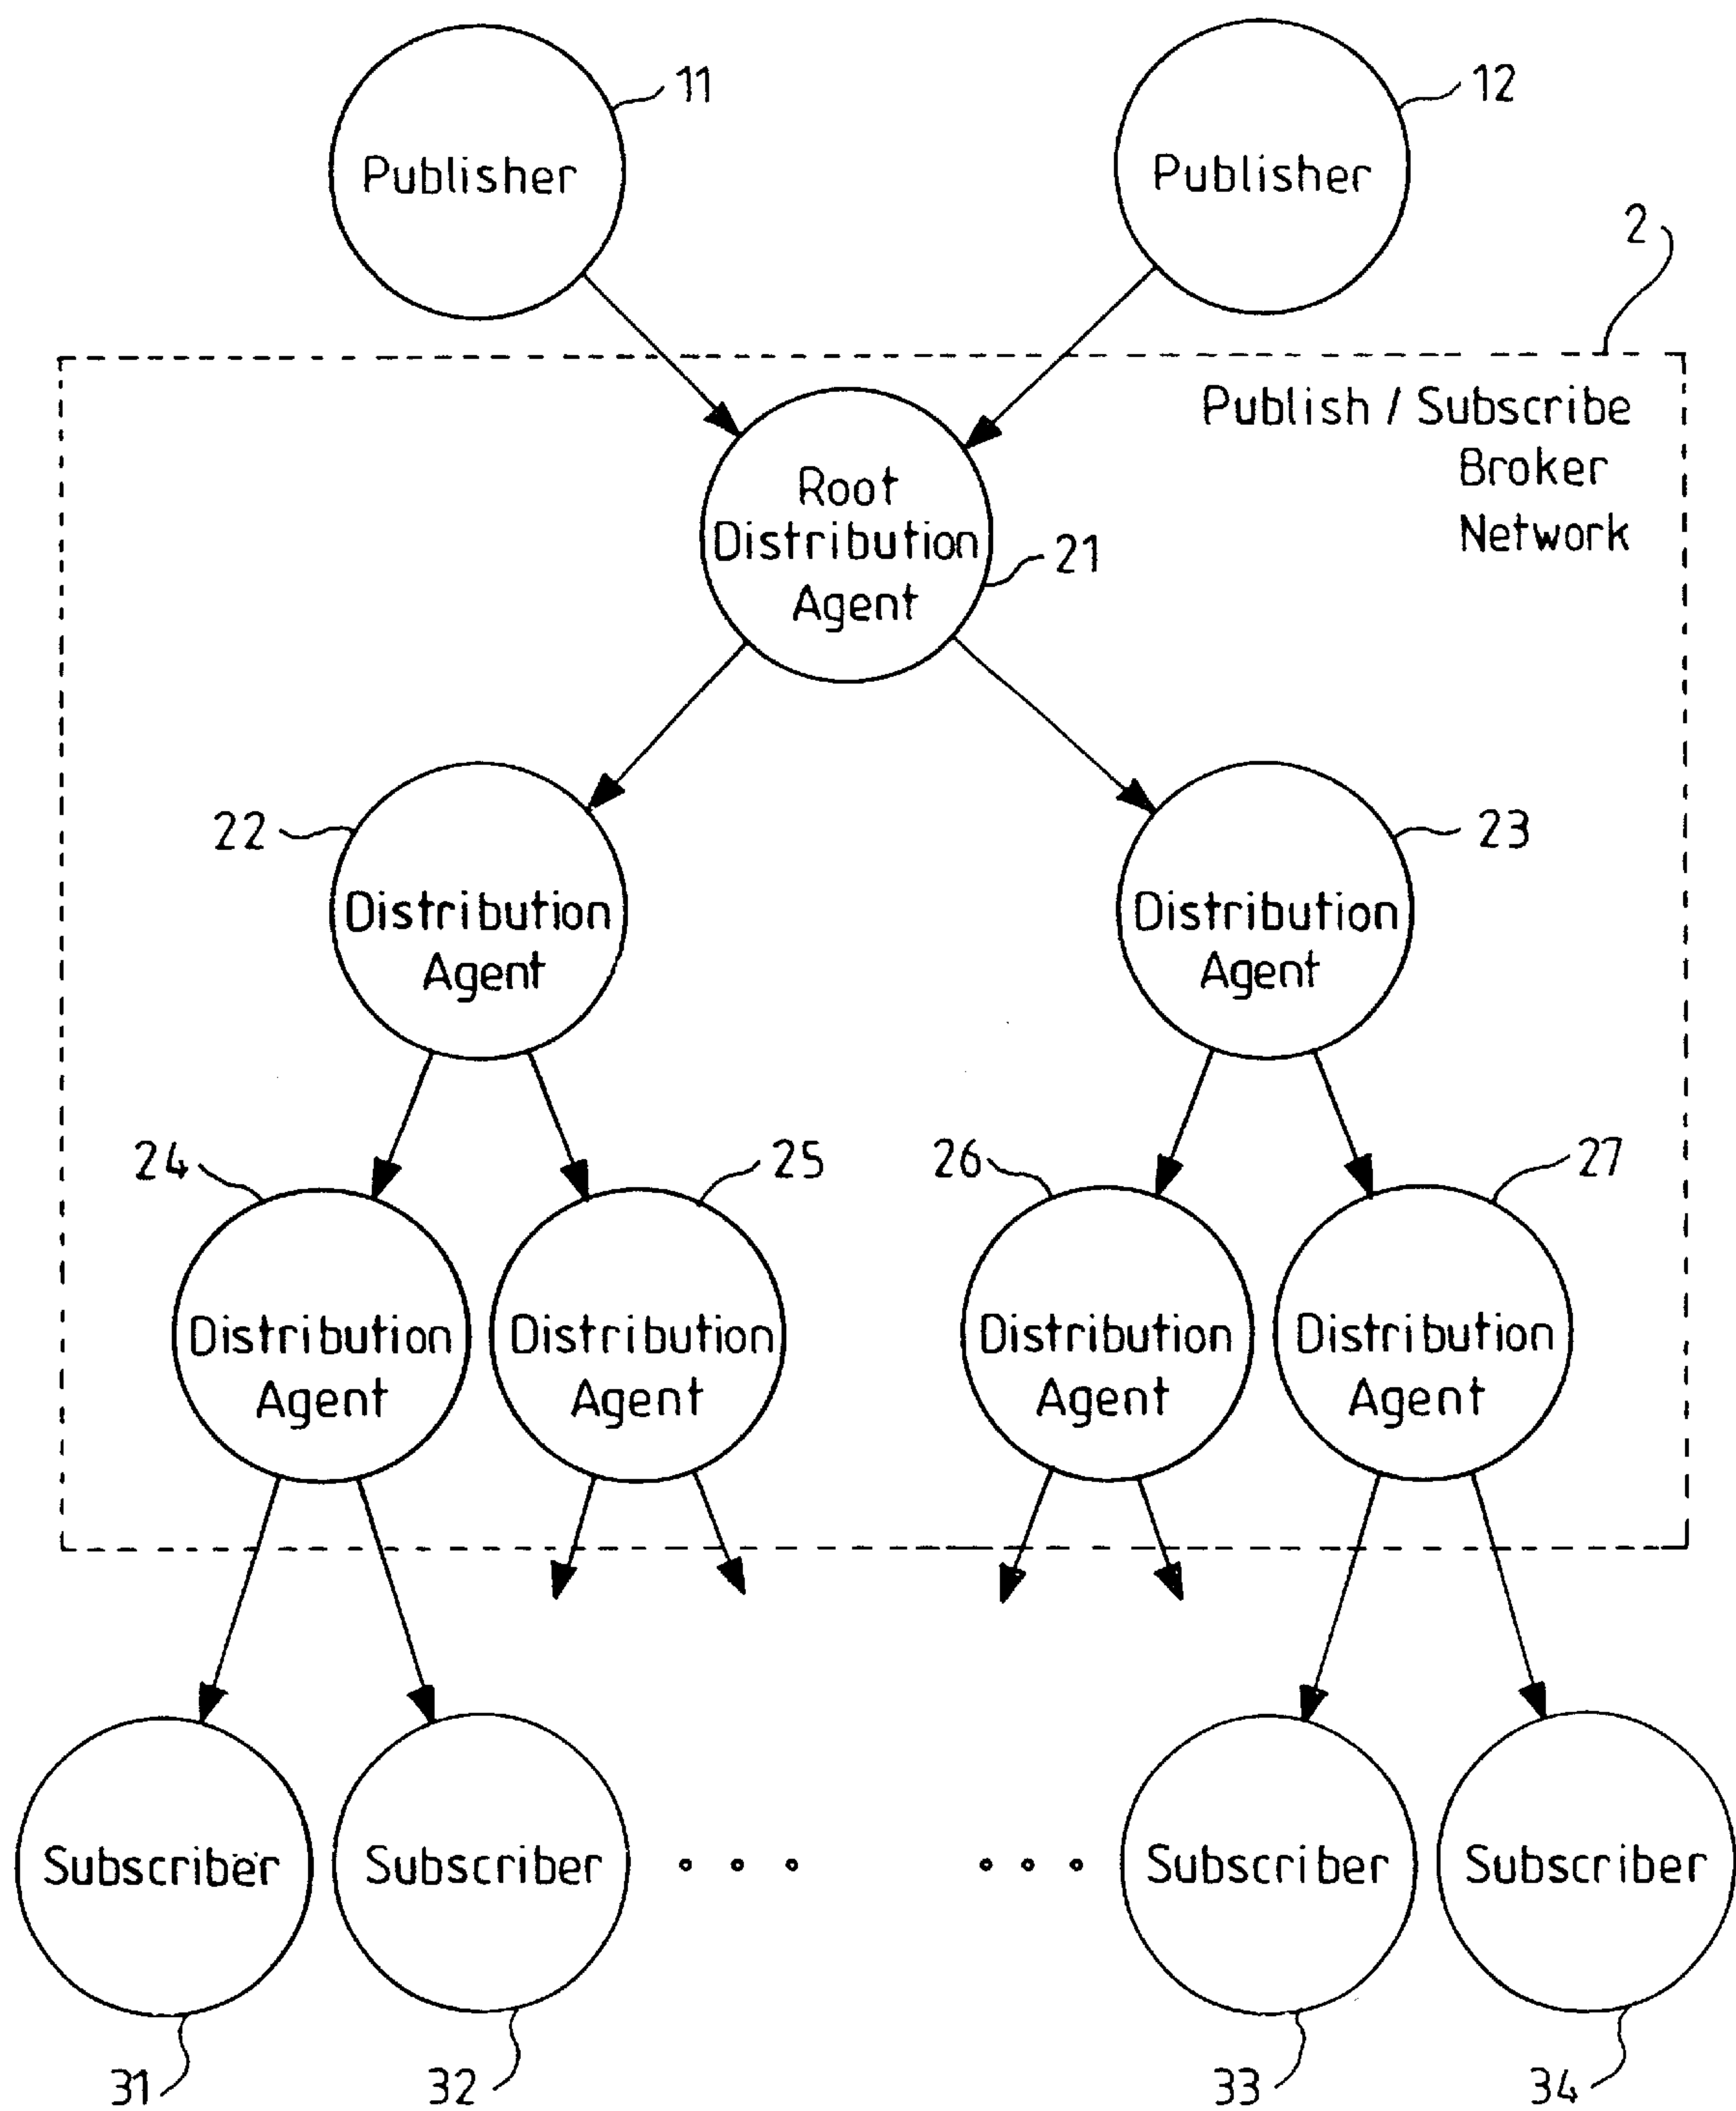 11
12
Publisher
Publisher
2
Publish / Subscribe
Broker
Network
Root
Distribution
Agent
21
22
23
Distribution
Agent
Distribution
Agent
24
25
26
27
Distribution
Agent
Distribution
Agent
Distribution
Agent
Distribution
Agent
Subscriber
Subscriber
Subscriber
Subscriber
31
32
33
34